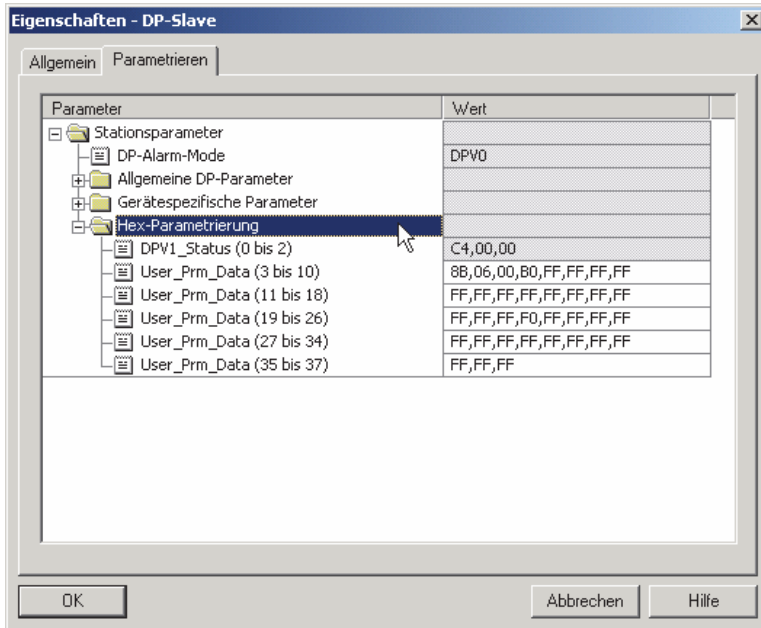 Eigenschaften - DP-Slave
Allgemein Parametrieren
Parameter Wert
Stationsparameter
DP-Alarm-Mode DPV0
Allgemeine DP-Parameter
Gerätespezifische Parameter
Hex-Parametrierung
DPV1_Status (0 bis 2) C4,00,00
User_Prm_Data (3 bis 10) 8B,06,00,B0,FF,FF,FF,FF
User_Prm_Data (11 bis 18) FF,FF,FF,FF,FF,FF,FF,FF
User_Prm_Data (19 bis 26) FF,FF,FF,F0,FF,FF,FF,FF
User_Prm_Data (27 bis 34) FF,FF,FF,FF,FF,FF,FF,FF
User_Prm_Data (35 bis 37) FF,FF,FF
OK Abbrechen Hilfe